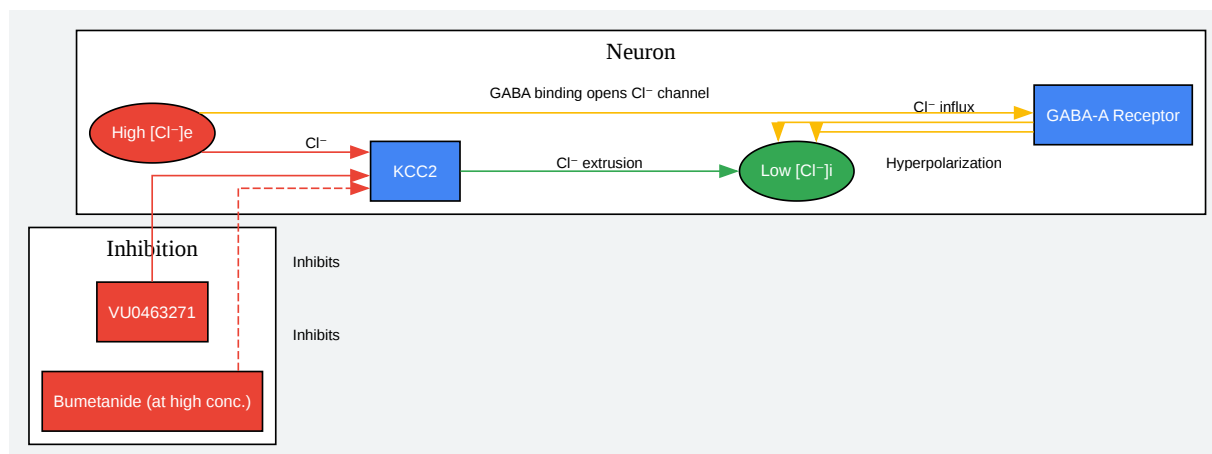 Neuron
GABA binding opens Cl⁻ channel
Cl⁻ influx
GABA-A Receptor
High [Cl⁻]e
Cl⁻
KCC2
Cl⁻ extrusion
Low [Cl⁻]i
Hyperpolarization
Inhibition
Inhibits
VU0463271
Inhibits
Bumetanide (at high conc.)